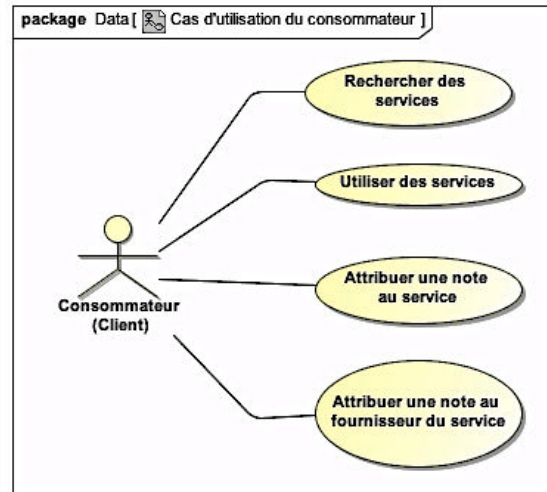 package Data [ Cas d'utilisation du consommateur ]
Rechercher des
services
Utiliser des services
Attribuer une note
au service
Consommateur
(Client)
Attribuer une note au
fournisseur du service